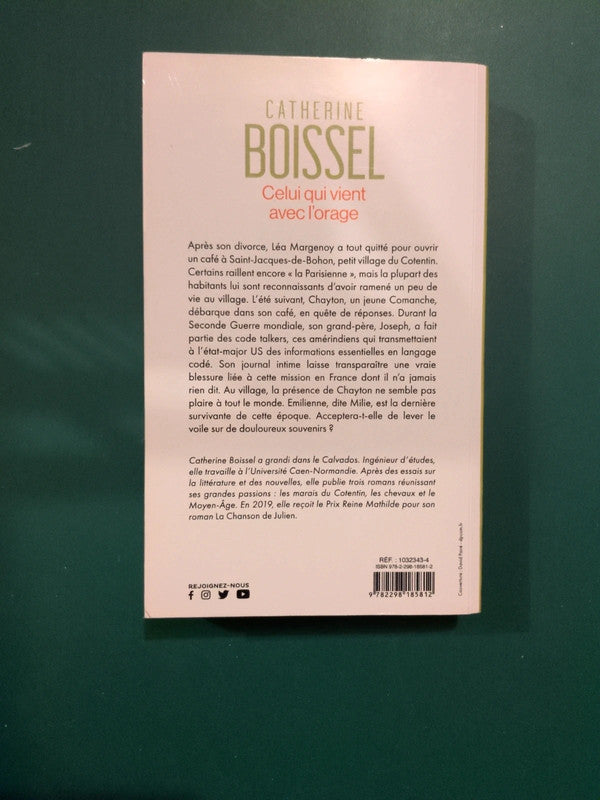 CATHERINE
BOISSEL
Celui qui vient
avec l'orage
Après son divorce, Léa Margenoy a tout quitté pour ouvrir
un café à Saint-Jacques-de-Bohon, petit village du Cotentin.
Certains raillent encore « la Parisienne », mais la plupart des
habitants lui sont reconnaissants d'avoir ramené un peu de
vie au village. L'été suivant, Chayton, un jeune Comanche,
débarque dans son café, en quête de réponses. Durant la
Seconde Guerre mondiale, son grand-père, Joseph, a fait
partie des code talkers, ces amérindiens qui transmettaient
à l'état-major US des informations essentielles en langage
codé. Son journal intime laisse transparaître une vraie
blessure liée à cette mission en France dont il n'a jamais
rien dit. Au village, la présence de Chayton ne semble pas
plaire à tout le monde. Emilienne, dite Milie, est la dernière
survivante de cette époque. Acceptera-t-elle de lever le
voile sur de douloureux souvenirs ?
Catherine Boissel a grandi dans le Calvados. Ingénieur d'études,
elle travaille à l'Université Caen-Normandie. Après des essais sur
la littérature et des nouvelles, elle publie trois romans réunissant
ses grandes passions : les marais du Cotentin, les chevaux et le
Moyen-Âge. En 2019, elle reçoit le Prix Reine Mathilde pour son
roman La Chanson de Julien.
RÉF. : 1032343-4
ISBN 978-2-298-18581-2
9 782298 185812
REJOIGNEZ-NOUS